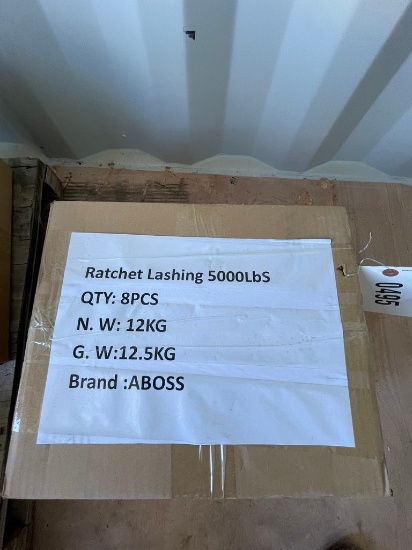 Ratchet Lashing 5000LbS
QTY: 8PCS
N. W: 12KG
G. W:12.5KG
Brand :ABOSS
0495